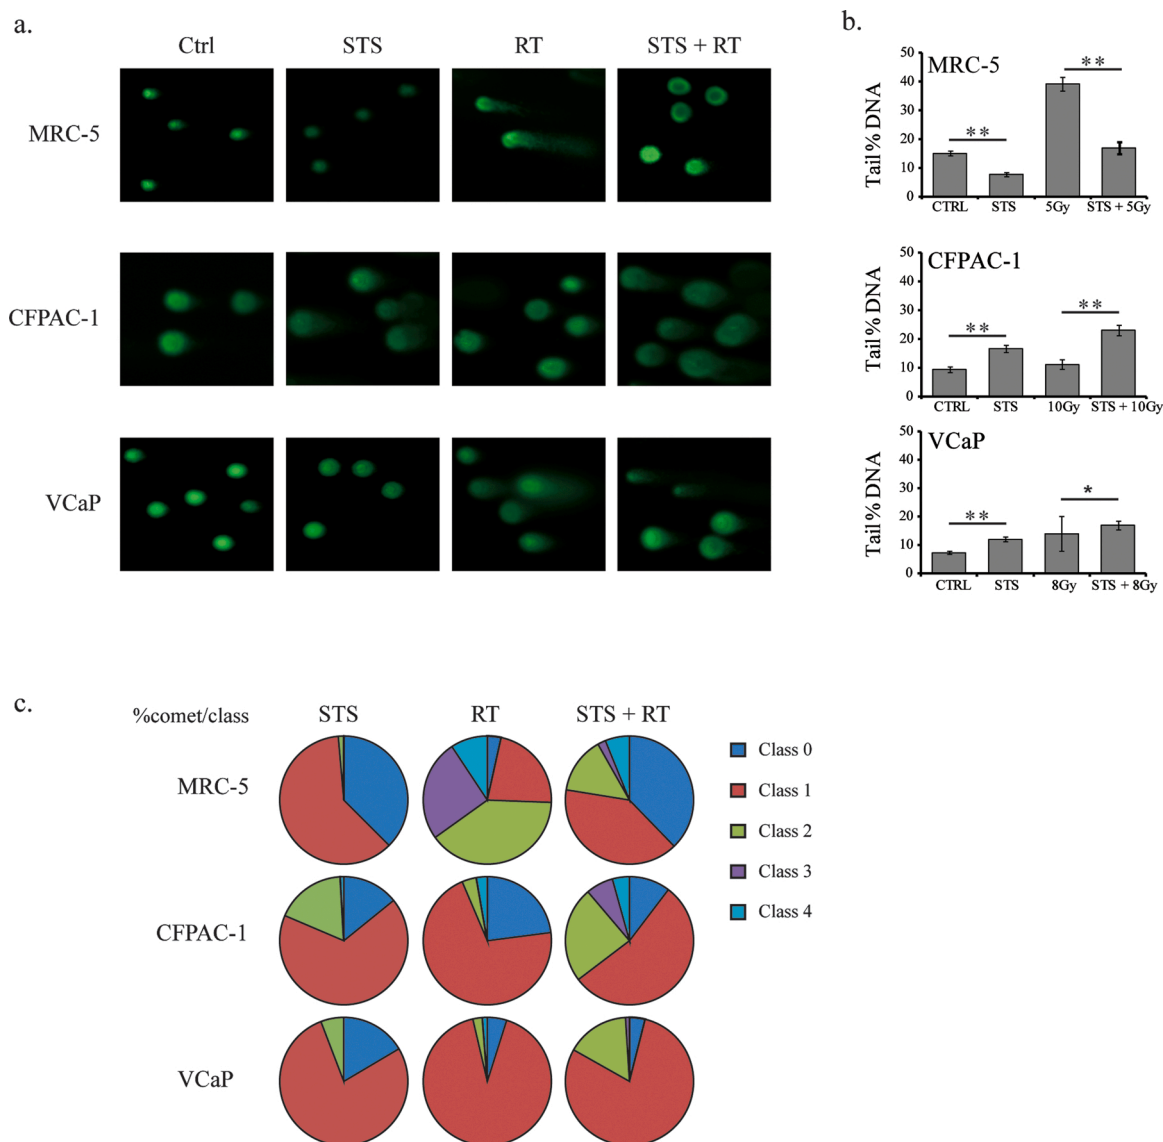 a.
Ctrl STS RT STS + RT
MRC-5
CFPAC-1
VCaP
b.
MRC-5
Tail % DNA
50
40
30
20
10
0
** **
CTRL STS 5Gy STS + 5Gy
CFPAC-1
Tail % DNA
50
40
30
20
10
0
** **
CTRL STS 10Gy STS + 10Gy
VCaP
Tail % DNA
50
40
30
20
10
0
** *
CTRL STS 8Gy STS + 8Gy
c.
%comet/class STS RT STS + RT
MRC-5
CFPAC-1
VCaP
Class 0
Class 1
Class 2
Class 3
Class 4